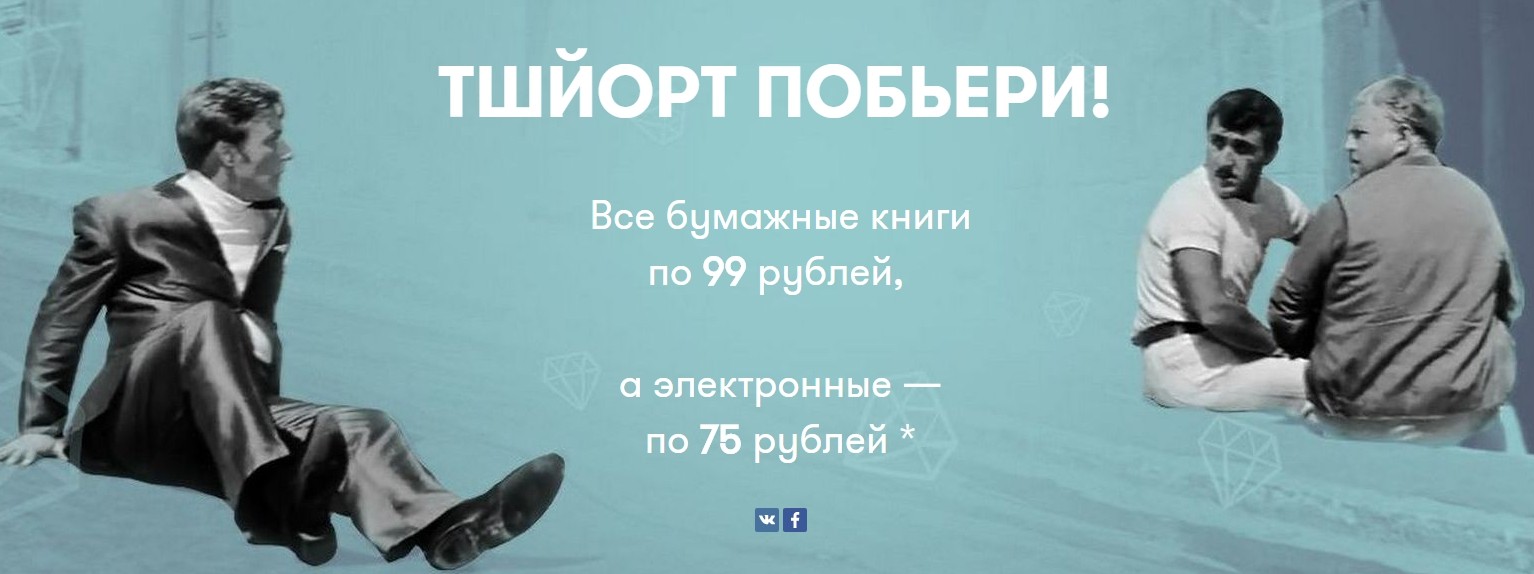 ТШЙОРТ ПОБЬЕРИ!
Все бумажные книги
по 99 рублей,
а электронные —
по 75 рублей *